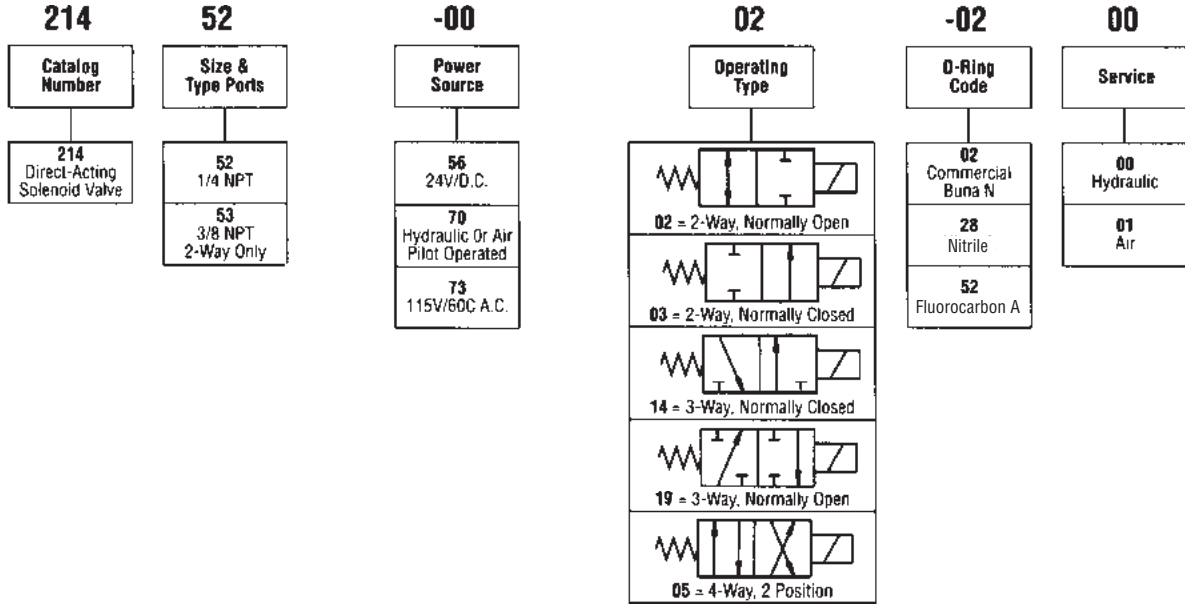 214 52 -00 02 -02 00
Catalog
Number
Size &
Type Ports
Power
Source
Operating
Type
O-Ring
Code
Service
214
Direct-Acting
Solenoid Valve
52
1/4 NPT
53
3/8 NPT
2-Way Only
56
24V/D.C.
70
Hydraulic Or Air
Pilot Operated
73
115V/60C A.C.
02 = 2-Way, Normally Open
03 = 2-Way, Normally Closed
14 = 3-Way, Normally Closed
19 = 3-Way, Normally Open
05 = 4-Way, 2 Position
02
Commercial
Buna N
28
Nitrile
52
Fluorocarbon A
00
Hydraulic
01
Air